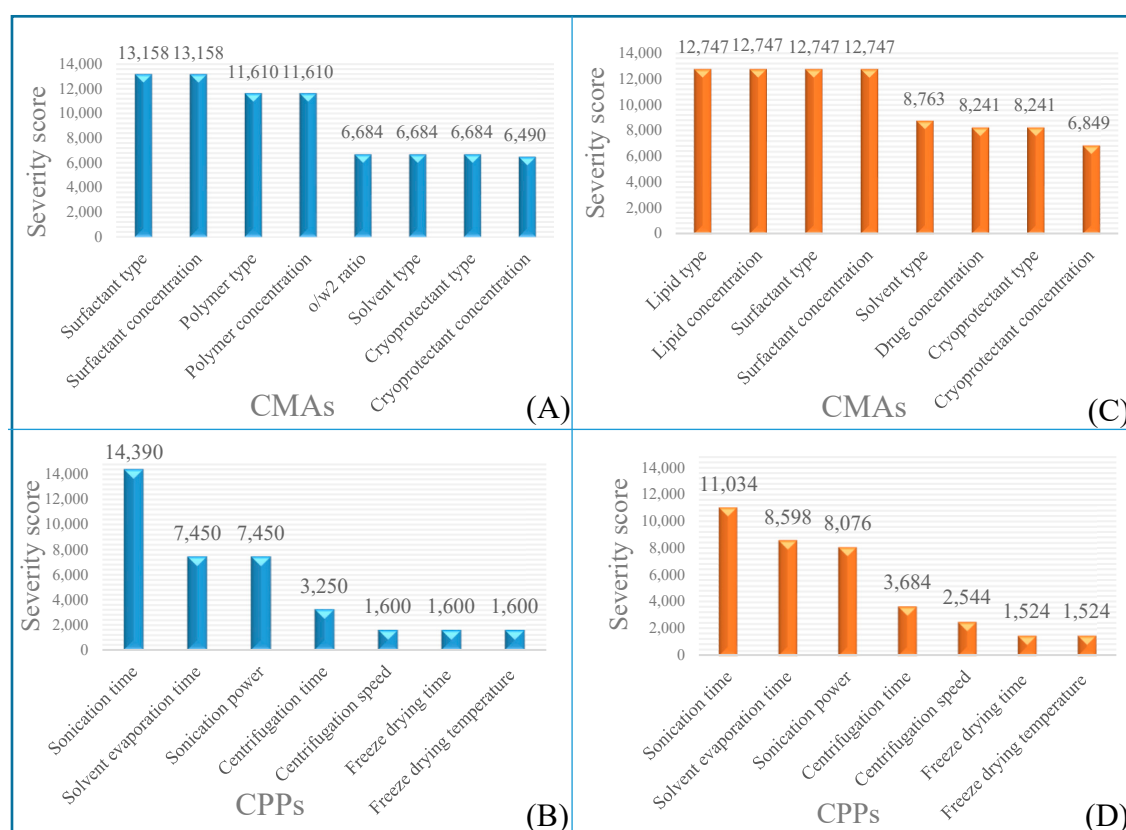 13,158 13,158
11,610 11,610
6,684 6,684 6,684 6,490
14,000
12,000
10,000
8,000
6,000
4,000
2,000
0
Severity score
Surfactant type
Surfactant concentration
Polymer type
Polymer concentration
o/w2 ratio
Solvent type
Cryoprotectant type
Cryoprotectant concentration
CMAs
(A)
12,747 12,747 12,747 12,747
8,763 8,241 8,241
6,849
14,000
12,000
10,000
8,000
6,000
4,000
2,000
0
Severity score
Lipid type
Lipid concentration
Surfactant type
Surfactant concentration
Solvent type
Drug concentration
Cryoprotectant type
Cryoprotectant concentration
CMAs
(C)
14,390
7,450 7,450
3,250
1,600 1,600 1,600
14,000
12,000
10,000
8,000
6,000
4,000
2,000
0
Severity score
Sonication time
Solvent evaporation time
Sonication power
Centrifugation time
Centrifugation speed
Freeze drying time
Freeze drying temperature
CPPs
(B)
11,034
8,598 8,076
3,684
2,544
1,524 1,524
14,000
12,000
10,000
8,000
6,000
4,000
2,000
0
Severity score
Sonication time
Solvent evaporation time
Sonication power
Centrifugation time
Centrifugation speed
Freeze drying time
Freeze drying temperature
CPPs
(D)